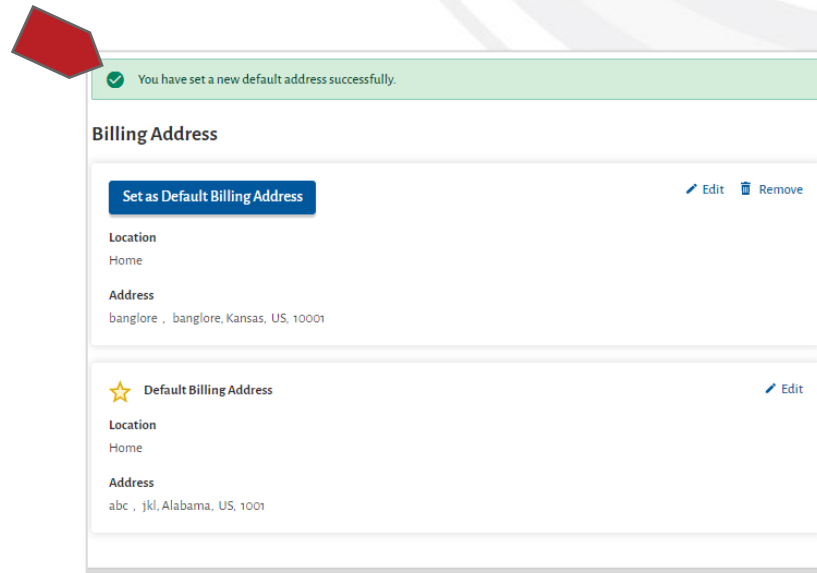 You have set a new default address successfully.
Billing Address
Set as Default Billing Address
Edit Remove
Location
Home
Address
banglore , banglore, Kansas, US, 10001
Default Billing Address
Edit
Location
Home
Address
abc , jkl, Alabama, US, 1001